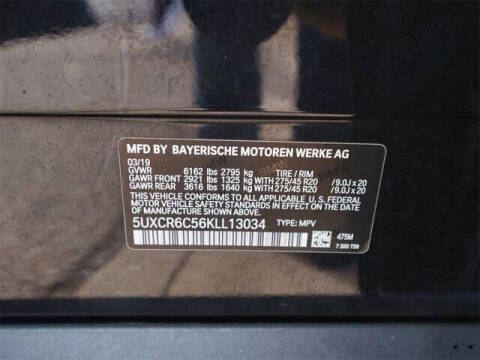 MFD BY BAYERISCHE MOTOREN WERKE AG
03/19
GVWR 6162 lbs 2795 kg TIRE / RIM
GAWR FRONT 2921 lbs 1325 kg FRONT 275/45 R20 /9.0J x 20
GAWR REAR 3616 lbs 1640 kg REAR 275/45 R20 /9.0J x 20
THIS VEHICLE CONFORMS TO ALL APPLICABLE U.S. FEDERAL
MOTOR VEHICLE SAFETY STANDARDS IN EFFECT ON THE DATE OF
MANUFACTURE SHOWN ABOVE.
5UXCR6C56KLL13034 TYPE: MPV
475M
7 320 729